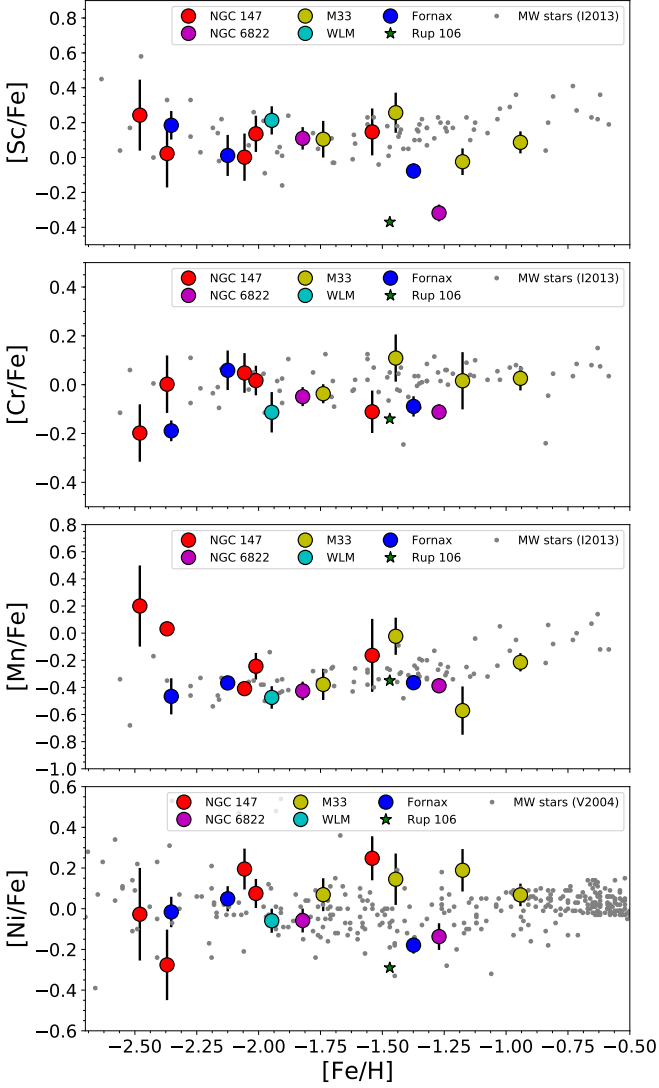 NGC 147 M33 Fornax MW stars (I2013)
NGC 6822 WLM Rup 106
[Sc/Fe]
0.8
0.6
0.4
0.2
0.0
−0.2
−0.4
NGC 147 M33 Fornax MW stars (I2013)
NGC 6822 WLM Rup 106
[Cr/Fe]
0.4
0.2
0.0
−0.2
−0.4
NGC 147 M33 Fornax MW stars (I2013)
NGC 6822 WLM Rup 106
[Mn/Fe]
0.8
0.6
0.4
0.2
0.0
−0.2
−0.4
−0.6
−0.8
−1.0
NGC 147 M33 Fornax MW stars (V2004)
NGC 6822 WLM Rup 106
[Ni/Fe]
0.6
0.4
0.2
0.0
−0.2
−0.4
−0.6
−2.50 −2.25 −2.00 −1.75 −1.50 −1.25 −1.00 −0.75 −0.50
[Fe/H]